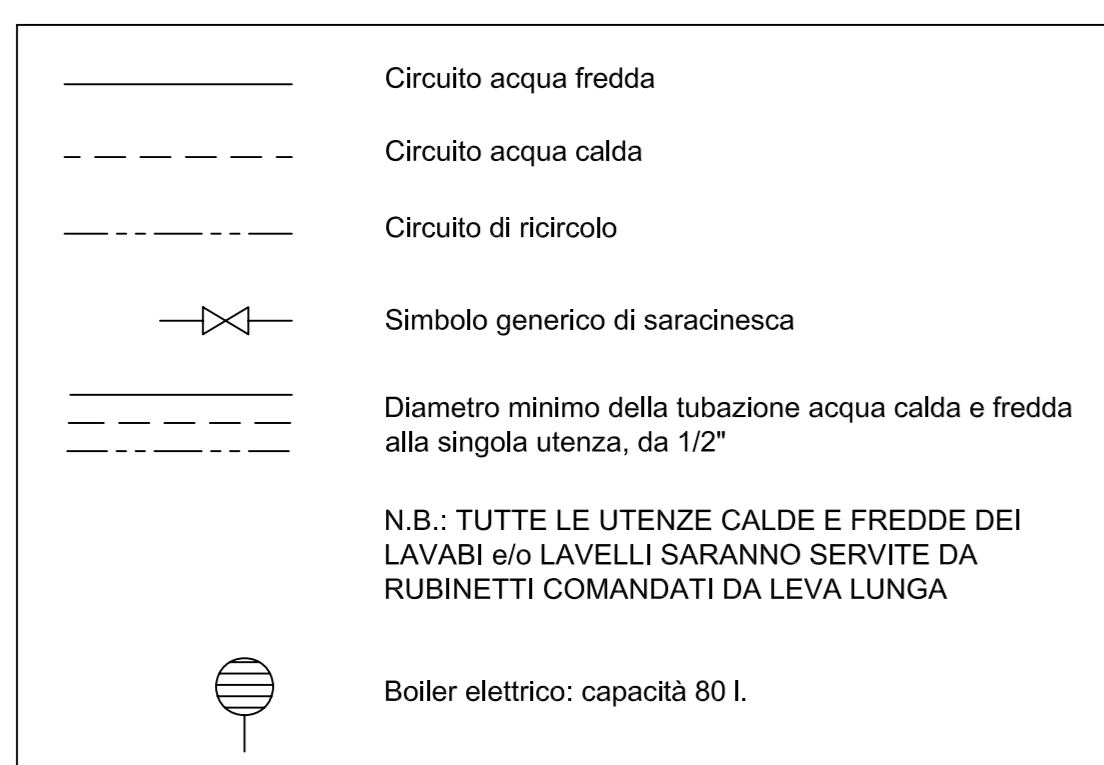 Circuito acqua fredda
Circuito acqua calda
Circuito di ricircolo
Simbolo generico di saracinesca
Diametro minimo della tubazione acqua calda e fredda
alla singola utenza, da 1/2"
N.B.: TUTTE LE UTENZE CALDE E FREDDE DEI
LAVABI e/o LAVELLI SARANNO SERVITE DA
RUBINETTI COMANDATI DA LEVA LUNGA
Boiler elettrico: capacità 80 l.